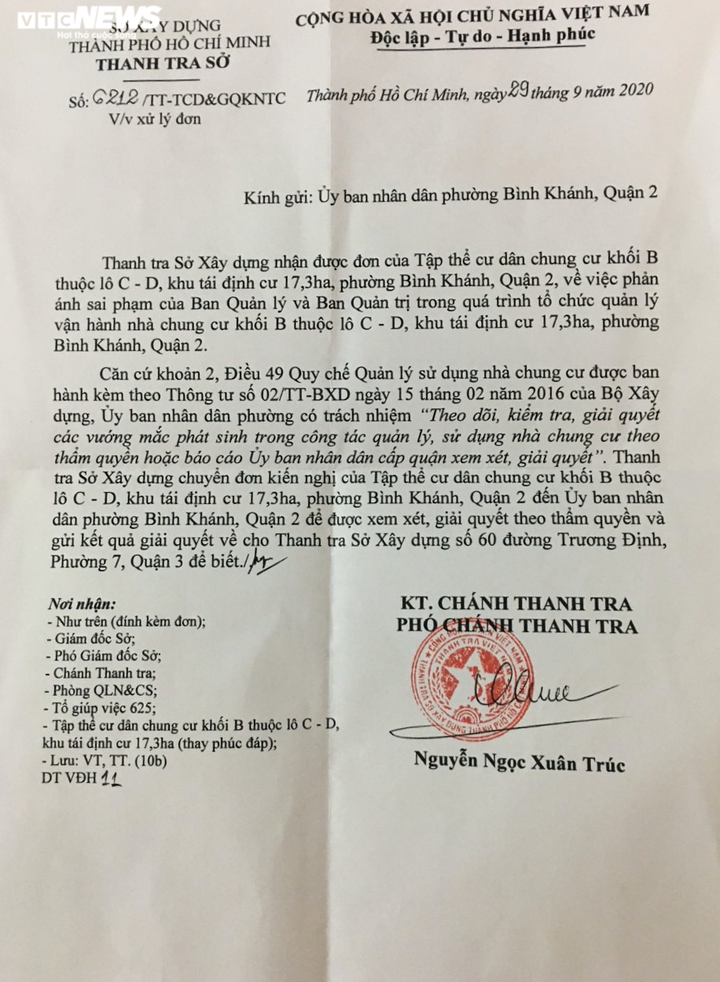 VTC NEWS
Hơi thở cuộc sống
SỞ XÂY DỰNG
THÀNH PHỐ HỒ CHÍ MINH
THANH TRA SỞ
CỘNG HÒA XÃ HỘI CHỦ NGHĨA VIỆT NAM
Độc lập - Tự do - Hạnh phúc
Số: 6212/TT-TCD&GQKNTC
V/v xử lý đơn
Thành phố Hồ Chí Minh, ngày 29 tháng 9 năm 2020
Kính gửi: Ủy ban nhân dân phường Bình Khánh, Quận 2
Thanh tra Sở Xây dựng nhận được đơn của Tập thể cư dân chung cư khối B
thuộc lô C - D, khu tái định cư 17,3ha, phường Bình Khánh, Quận 2, về việc phản
ánh sai phạm của Ban Quản lý và Ban Quản trị trong quá trình tổ chức quản lý
vận hành nhà chung cư khối B thuộc lô C - D, khu tái định cư 17,3ha, phường
Bình Khánh, Quận 2.
Căn cứ khoản 2, Điều 49 Quy chế Quản lý sử dụng nhà chung cư được ban
hành kèm theo Thông tư số 02/TT-BXD ngày 15 tháng 02 năm 2016 của Bộ Xây
dựng, Ủy ban nhân dân phường có trách nhiệm “Theo dõi, kiểm tra, giải quyết
các vướng mắc phát sinh trong công tác quản lý, sử dụng nhà chung cư theo
thẩm quyền hoặc báo cáo Ủy ban nhân dân cấp quận xem xét, giải quyết”. Thanh
tra Sở Xây dựng chuyển đơn kiến nghị của Tập thể cư dân chung cư khối B thuộc
lô C - D, khu tái định cư 17,3ha, phường Bình Khánh, Quận 2 đến Ủy ban nhân
dân phường Bình Khánh, Quận 2 để được xem xét, giải quyết theo thẩm quyền và
gửi kết quả giải quyết về cho Thanh tra Sở Xây dựng số 60 đường Trương Định,
Phường 7, Quận 3 để biết./.
Nơi nhận:
- Như trên (đính kèm đơn);
- Giám đốc Sở;
- Phó Giám đốc Sở;
- Chánh Thanh tra;
- Phòng QLN&CS;
- Tổ giúp việc 625;
- Tập thể cư dân chung cư khối B thuộc lô C - D,
khu tái định cư 17,3ha (thay phúc đáp);
- Lưu: VT, TT. (10b)
DT VĐH 11
KT. CHÁNH THANH TRA
PHÓ CHÁNH THANH TRA
Nguyễn Ngọc Xuân Trúc